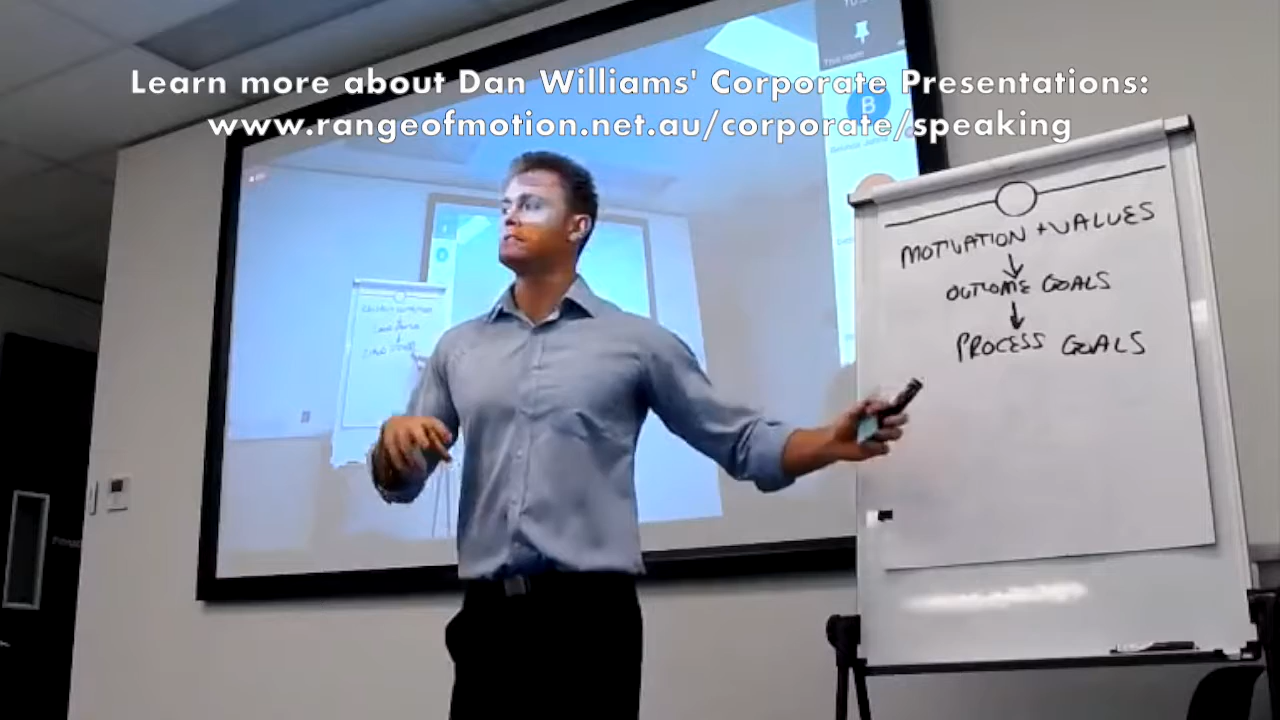 Learn more about Dan Williams' Corporate Presentations:
www.rangeofmotion.net.au/corporate/speaking
B
MOTIVATION + VALUES
OUTCOME GOALS
PROCESS GOALS